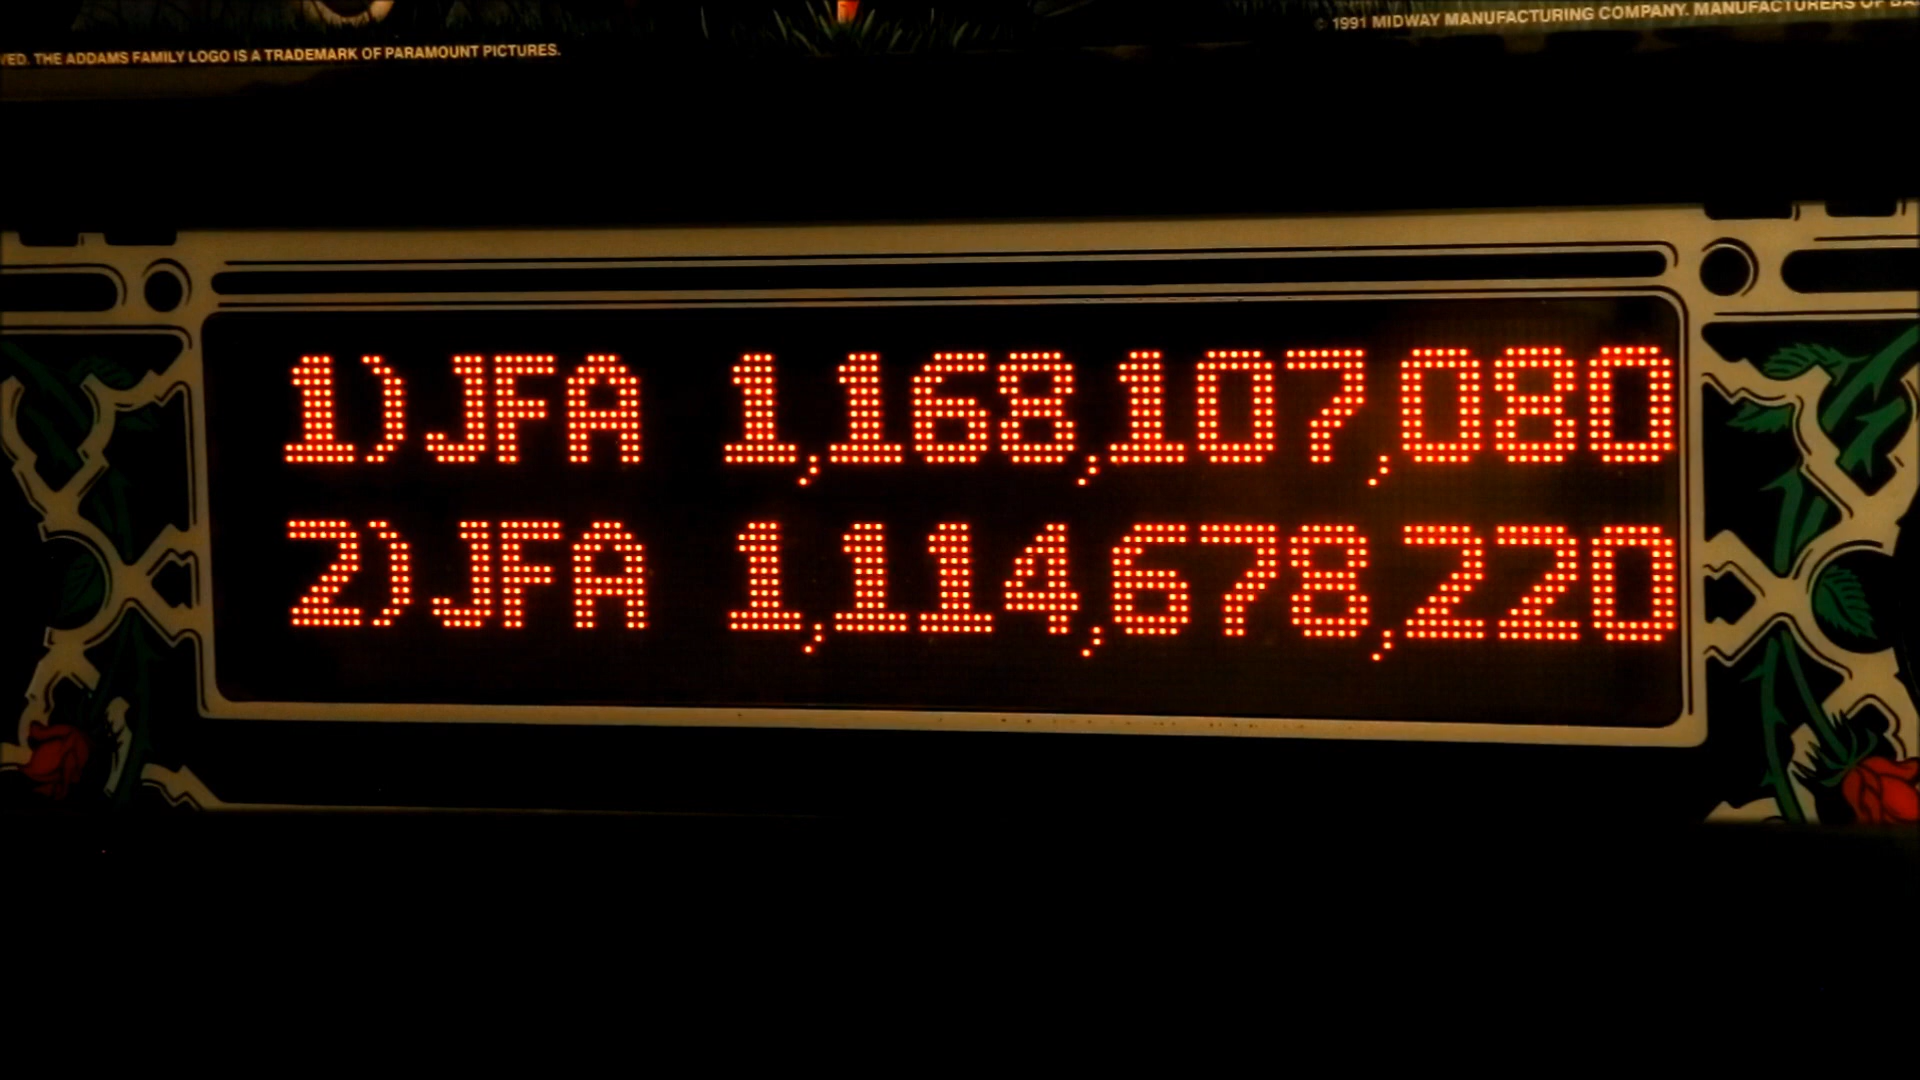 © 1991 MIDWAY MANUFACTURING COMPANY. MANUFACTURERS OF
THE ADDAMS FAMILY LOGO IS A TRADEMARK OF PARAMOUNT PICTURES.
1)JFA 1,168,107,080
2)JFA 1,114,678,220